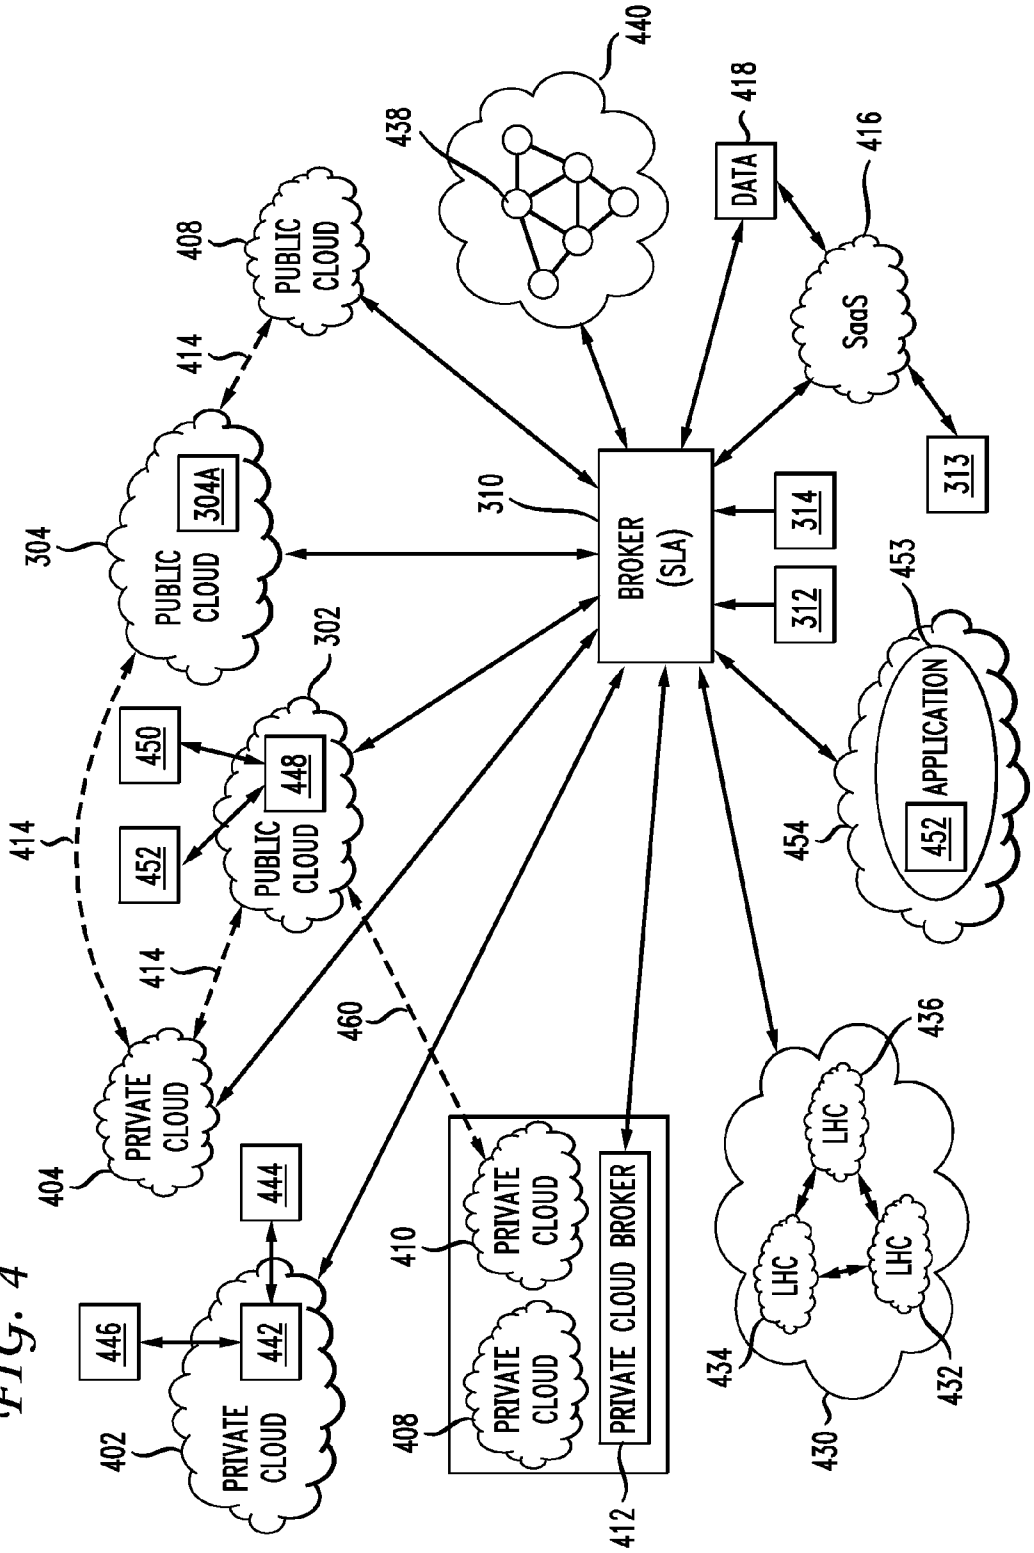 FIG. 4
402
PRIVATE
CLOUD
446
442
444
404
PRIVATE
CLOUD
414
414
452
450
448
PUBLIC
CLOUD
302
304
PUBLIC
CLOUD
304A
414
408
PUBLIC
CLOUD
460
408
PRIVATE
CLOUD
410
PRIVATE
CLOUD
PRIVATE CLOUD BROKER
412
310
BROKER
(SLA)
438
440
DATA
418
SaaS
416
313
312
314
430
434
LHC
LHC
436
LHC
432
454
452
APPLICATION
453